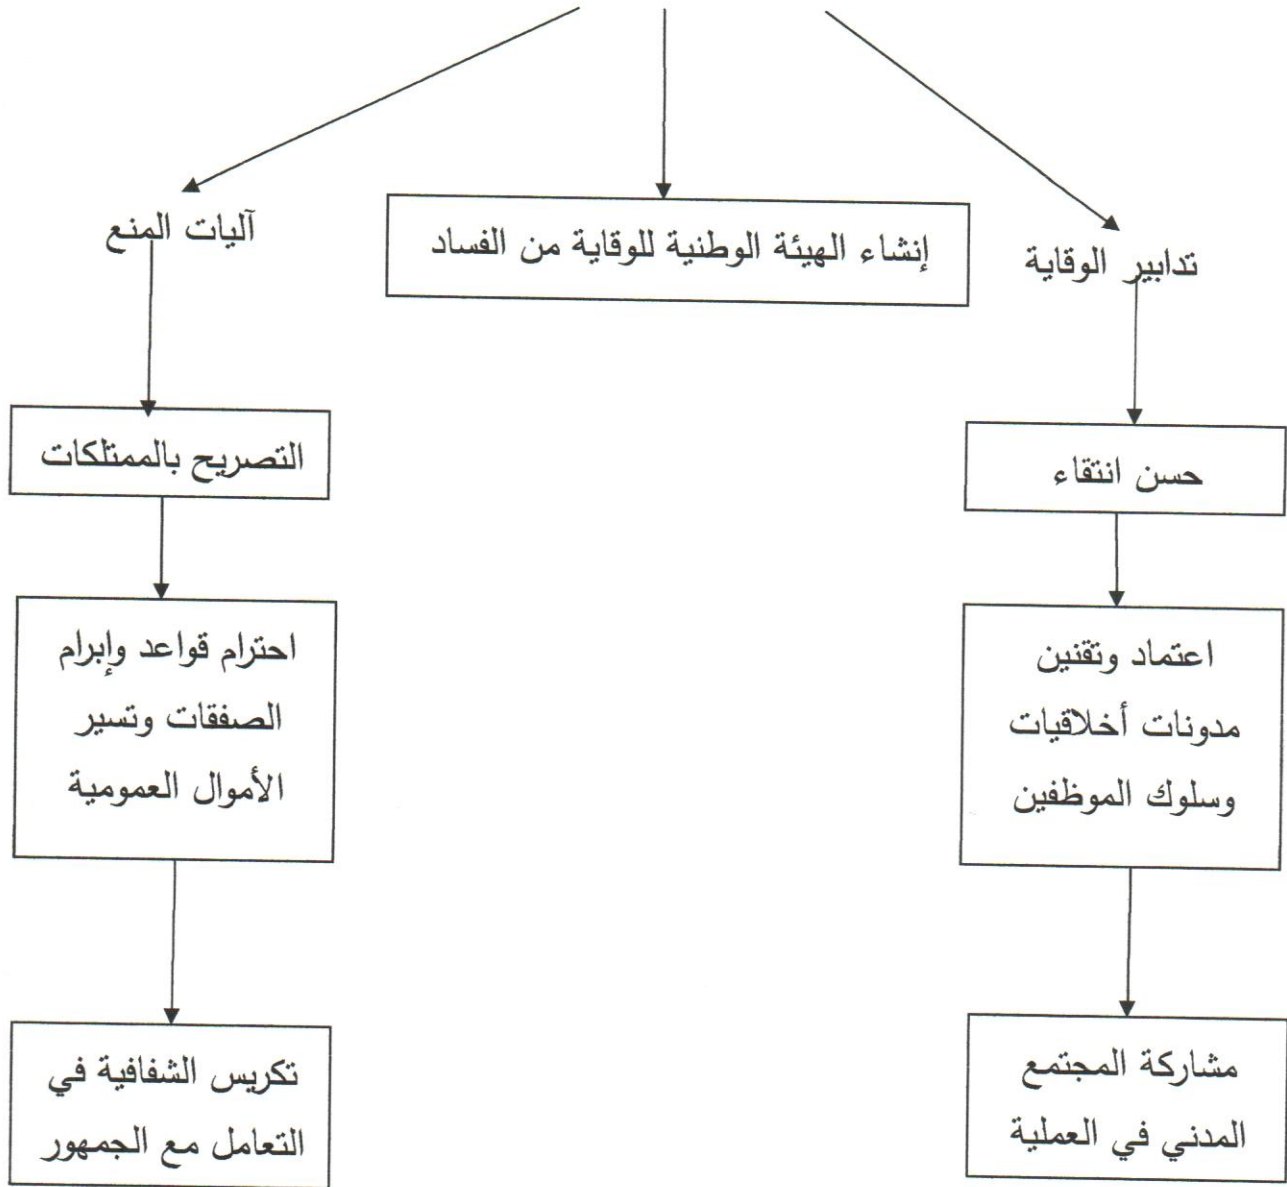 تدابير الوقاية
إنشاء الهيئة الوطنية للوقاية من الفساد
آليات المنع
حسن انتقاء
اعتماد وتقنين
مدونات أخلاقيات
وسلوك الموظفين
مشاركة المجتمع
المدني في العملية
التصريح بالممتلكات
احترام قواعد وإبرام
الصفقات وتسير
الأموال العمومية
تكريس الشفافية في
التعامل مع الجمهور